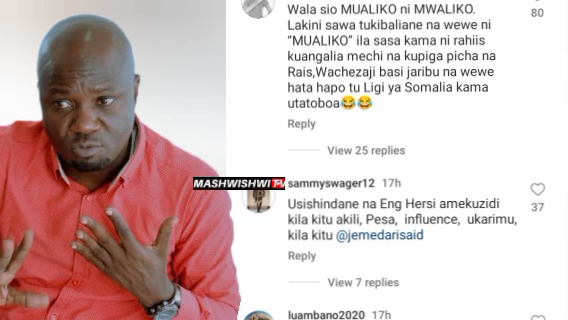 Wala sio MUALIKO ni MWALIKO.
Lakini sawa tukibaliane na wewe ni
“MUALIKO” ila sasa kama ni rahiis
kuangalia mechi na kupiga picha na
Rais,Wachezaji basi jaribu na wewe
hata hapo tu Ligi ya Somalia kama
utatoboa😂😂
80
Reply
View 25 replies
MASHWISHWI TV
sammyswager12 17h
Usishindane na Eng Hersi amekuzidi
kila kitu akili, Pesa, influence, ukarimu,
kila kitu @jemedarisaid
37
Reply
View 7 replies
luambano2020 17h